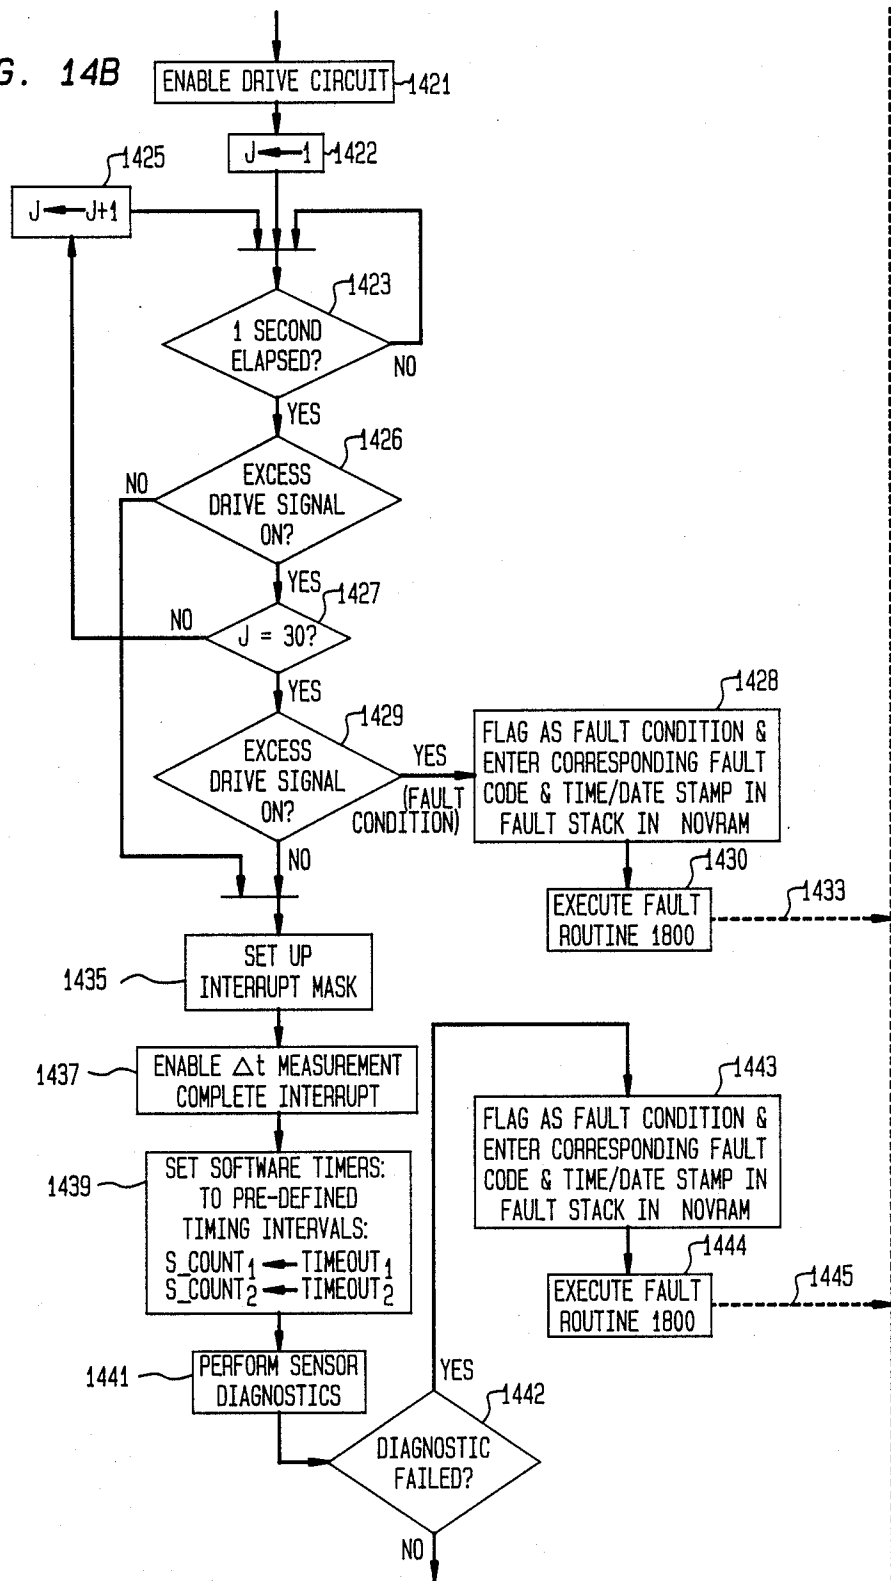 G. 14B
ENABLE DRIVE CIRCUIT
1421
J ← 1
1422
1425
J ← J+1
1423
1 SECOND
ELAPSED?
NO
YES
1426
EXCESS
DRIVE SIGNAL
ON?
NO
YES
1427
J = 30?
NO
YES
1429
EXCESS
DRIVE SIGNAL
ON?
YES
(FAULT
CONDITION)
NO
1428
FLAG AS FAULT CONDITION &
ENTER CORRESPONDING FAULT
CODE & TIME/DATE STAMP IN
FAULT STACK IN NOVRAM
1430
EXECUTE FAULT
ROUTINE 1800
1433
1435
SET UP
INTERRUPT MASK
1437
ENABLE Δt MEASUREMENT
COMPLETE INTERRUPT
1439
SET SOFTWARE TIMERS:
TO PRE-DEFINED
TIMING INTERVALS:
S_COUNT1 ← TIMEOUT1
S_COUNT2 ← TIMEOUT2
1441
PERFORM SENSOR
DIAGNOSTICS
1442
DIAGNOSTIC
FAILED?
YES
NO
1443
FLAG AS FAULT CONDITION &
ENTER CORRESPONDING FAULT
CODE & TIME/DATE STAMP IN
FAULT STACK IN NOVRAM
1444
EXECUTE FAULT
ROUTINE 1800
1445